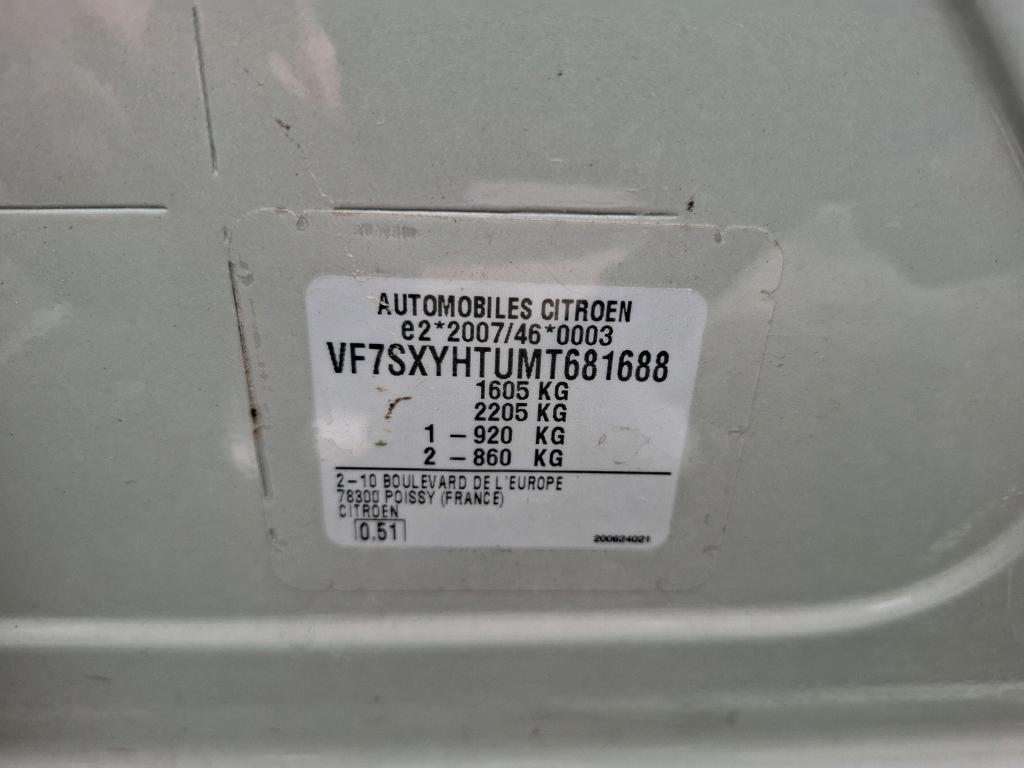 AUTOMOBILES CITROEN
e2*2007/46*0003
VF7SXYHTUMT681688
1605 KG
2205 KG
1 - 920 KG
2 - 860 KG
2-10 BOULEVARD DE L'EUROPE
78300 POISSY (FRANCE)
CITROEN
0.51
200624021